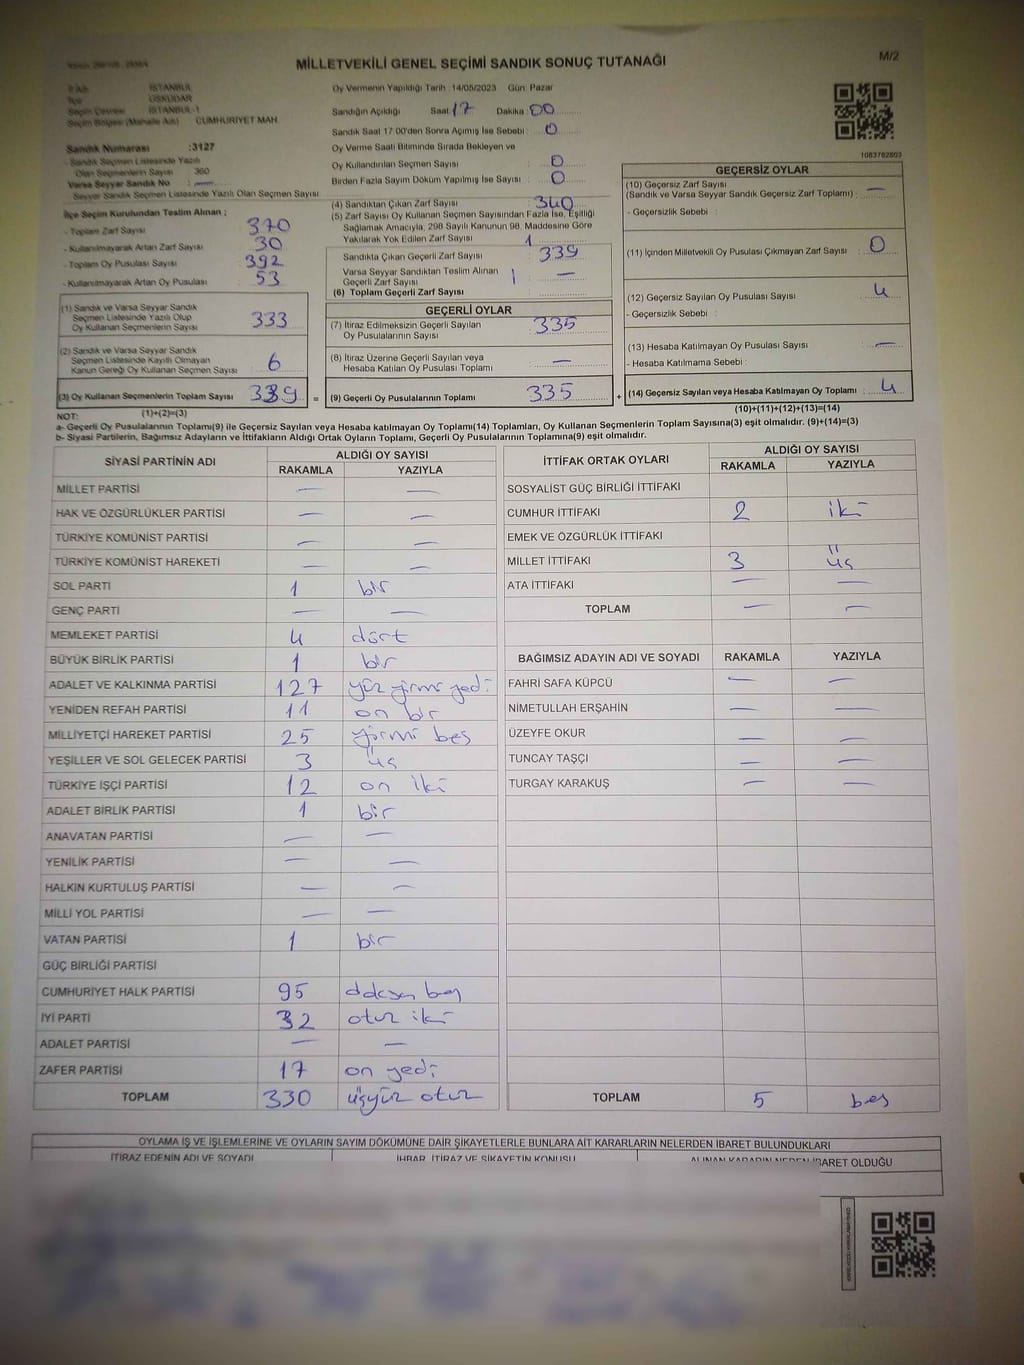 MİLLETVEKİLİ GENEL SEÇİMİ SANDIK SONUÇ TUTANAĞI
M/2
İl Adı : İSTANBUL
İlçe : ÜSKÜDAR
Seçim Çevresi : İSTANBUL-1
Seçim Bölgesi (Mahalle Adı) : CUMHURİYET MAH.
Sandık Numarası :3127
- Sandık Seçmen Listesinde Yazılı
Olan Seçmenlerin Sayısı : 360
Varsa Seyyar Sandık No : —
Seyyar Sandık Seçmen Listesinde Yazılı Olan Seçmen Sayısı
İlçe Seçim Kurulundan Teslim Alınan ;
- Toplam Zarf Sayısı 370
- Kullanılmayarak Artan Zarf Sayısı 30
- Toplam Oy Pusulası Sayısı 392
- Kullanılmayarak Artan Oy Pusulası 53
(1) Sandık ve Varsa Seyyar Sandık
Seçmen Listesinde Yazılı Olup
Oy Kullanan Seçmenlerin Sayısı 333
(2) Sandık ve Varsa Seyyar Sandık
Seçmen Listesinde Kayıtlı Olmayan
Kanun Gereği Oy Kullanan Seçmen Sayısı 6
(3) Oy Kullanan Seçmenlerin Toplam Sayısı 339
(1)+(2)=(3)
Oy Vermenin Yapıldığı Tarih : 14/05/2023 Gün: Pazar
Sandığın Açıldığı Saat : 17 Dakika : 00
Sandık Saat 17:00'den Sonra Açımış İse Sebebi : 0
Oy Verme Saati Bitiminde Sırada Bekleyen ve
Oy Kullandırılan Seçmen Sayısı : 0
Birden Fazla Sayım Döküm Yapılmış İse Sayısı : 0
(4) Sandıktan Çıkan Zarf Sayısı : 340
(5) Zarf Sayısı Oy Kullanan Seçmen Sayısından Fazla İse, Eşitliği
Sağlamak Amacıyla, 298 Sayılı Kanunun 98. Maddesine Göre
Yakılarak Yok Edilen Zarf Sayısı : 1
Sandıkta Çıkan Geçerli Zarf Sayısı : 339
Varsa Seyyar Sandıktan Teslim Alınan
Geçerli Zarf Sayısı : —
(6) Toplam Geçerli Zarf Sayısı
GEÇERLİ OYLAR
(7) İtiraz Edilmeksizin Geçerli Sayılan
Oy Pusulalarının Sayısı : 335
(8) İtiraz Üzerine Geçerli Sayılan veya
Hesaba Katılan Oy Pusulası Toplamı : —
= (9) Geçerli Oy Pusulalarının Toplamı 335
1083762803
GEÇERSİZ OYLAR
(10) Geçersiz Zarf Sayısı
(Sandık ve Varsa Seyyar Sandık Geçersiz Zarf Toplamı) : —
- Geçersizlik Sebebi :
(11) İçinden Milletvekili Oy Pusulası Çıkmayan Zarf Sayısı : 0
(12) Geçersiz Sayılan Oy Pusulası Sayısı : 4
- Geçersizlik Sebebi :
(13) Hesaba Katılmayan Oy Pusulası Sayısı : —
- Hesaba Katılmama Sebebi :
+ (14) Geçersiz Sayılan veya Hesaba Katılmayan Oy Toplamı : 4
(10)+(11)+(12)+(13)=(14)
NOT:
a- Geçerli Oy Pusulalarının Toplamı(9) ile Geçersiz Sayılan veya Hesaba katılmayan Oy Toplamı(14) Toplamları, Oy Kullanan Seçmenlerin Toplam Sayısına(3) eşit olmalıdır. (9)+(14)=(3)
b- Siyasi Partilerin, Bağımsız Adayların ve İttifakların Aldığı Ortak Oyların Toplamı, Geçerli Oy Pusulalarının Toplamına(9) eşit olmalıdır.
SİYASİ PARTİNİN ADI ALDIĞI OY SAYISI
RAKAMLA YAZIYLA
MİLLET PARTİSİ — —
HAK VE ÖZGÜRLÜKLER PARTİSİ — —
TÜRKİYE KOMÜNİST PARTİSİ — —
TÜRKİYE KOMÜNİST HAREKETİ — —
SOL PARTİ 1 bir
GENÇ PARTİ — —
MEMLEKET PARTİSİ 4 dört
BÜYÜK BİRLİK PARTİSİ 1 bir
ADALET VE KALKINMA PARTİSİ 127 yüz yirmi yedi
YENİDEN REFAH PARTİSİ 11 on bir
MİLLİYETÇİ HAREKET PARTİSİ 25 yirmi beş
YEŞİLLER VE SOL GELECEK PARTİSİ 3 üç
TÜRKİYE İŞÇİ PARTİSİ 12 on iki
ADALET BİRLİK PARTİSİ 1 bir
ANAVATAN PARTİSİ — —
YENİLİK PARTİSİ — —
HALKIN KURTULUŞ PARTİSİ — —
MİLLİ YOL PARTİSİ — —
VATAN PARTİSİ 1 bir
GÜÇ BİRLİĞİ PARTİSİ
CUMHURİYET HALK PARTİSİ 95 doksan beş
İYİ PARTİ 32 otuz iki
ADALET PARTİSİ — —
ZAFER PARTİSİ 17 on yedi
TOPLAM 330 üçyüz otuz
İTTİFAK ORTAK OYLARI ALDIĞI OY SAYISI
RAKAMLA YAZIYLA
SOSYALİST GÜÇ BİRLİĞİ İTTİFAKI
CUMHUR İTTİFAKI 2 iki
EMEK VE ÖZGÜRLÜK İTTİFAKI
MİLLET İTTİFAKI 3 üç
ATA İTTİFAKI — —
TOPLAM — —
BAĞIMSIZ ADAYIN ADI VE SOYADI RAKAMLA YAZIYLA
FAHRİ SAFA KÜPCÜ — —
NİMETULLAH ERŞAHİN — —
ÜZEYFE OKUR — —
TUNCAY TAŞÇI — —
TURGAY KARAKUŞ — —
TOPLAM 5 beş
OYLAMA İŞ VE İŞLEMLERİNE VE OYLARIN SAYIM DÖKÜMÜNE DAİR ŞİKAYETLERLE BUNLARA AİT KARARLARIN NELERDEN İBARET BULUNDUKLARI
İTİRAZ EDENİN ADI VE SOYADI İHBAR, İTİRAZ VE ŞİKAYETİN KONUSU ALINAN KARARIN NEDEN İBARET OLDUĞU